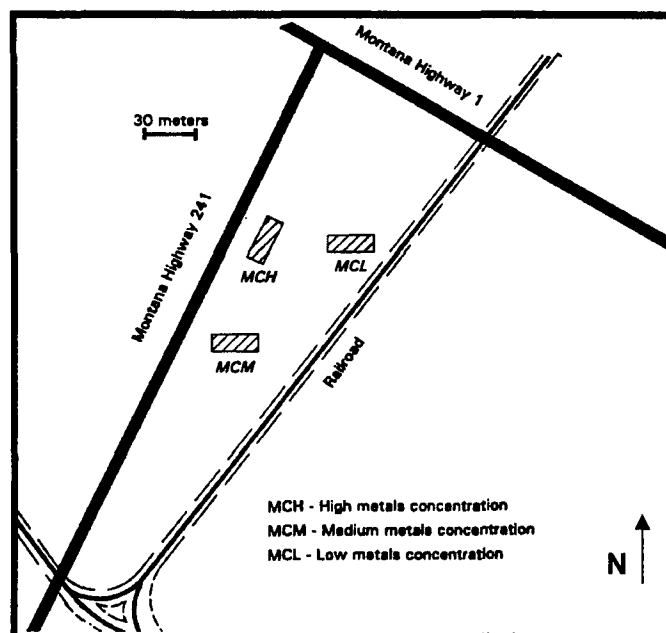 Montana Highway 1
30 meters
Montana Highway 241
MCH
MCL
MCM
Railroad
MCH - High metals concentration
MCM - Medium metals concentration
MCL - Low metals concentration
N